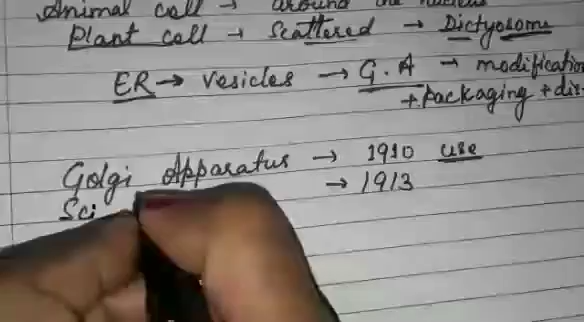 Animal cell → around the nucleus
Plant cell → Scattered → Dictyosome
ER → vesicles → G.A → modification
+ packaging + dis
Golgi Apparatus → 1910 use
Sci → 1913